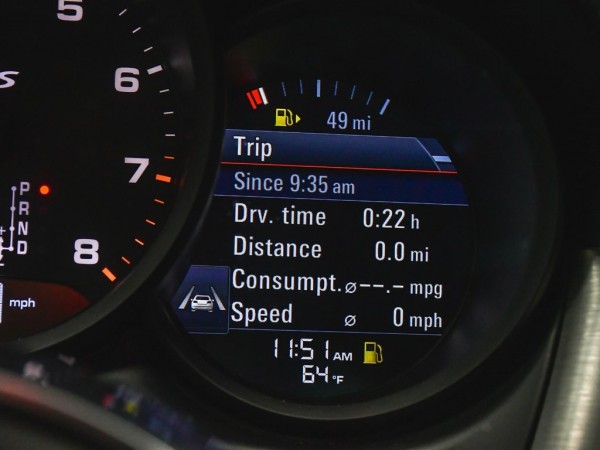 5
S
6
7
8
P
R
N
D
mph
49 mi
Trip
Since 9:35 am
Drv. time 0:22 h
Distance 0.0 mi
Consumpt. ø--.- mpg
Speed ø 0 mph
11:51 AM
64°F